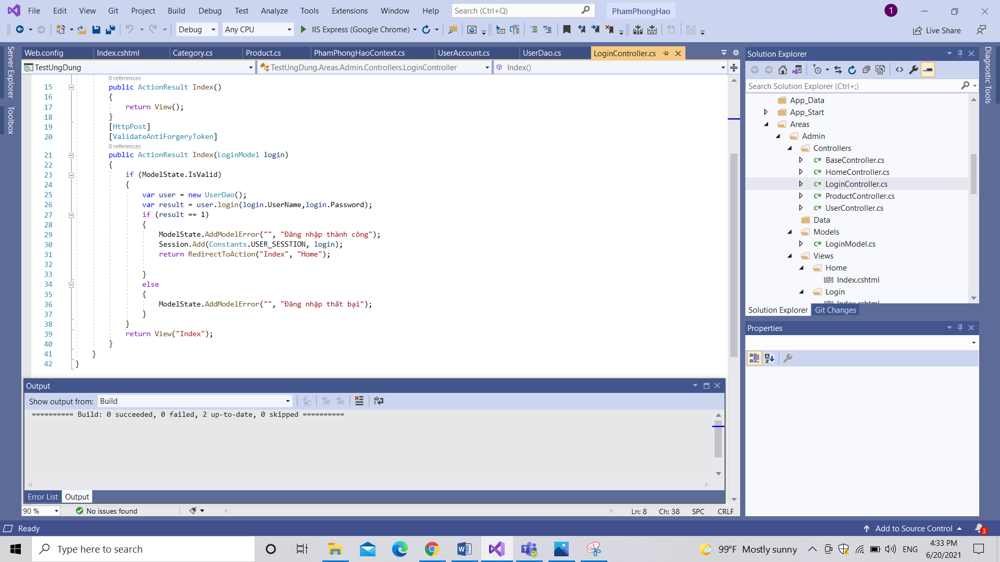 File Edit View Git Project Build Debug Test Analyze Tools Extensions Window Help Search (Ctrl+Q) PhamPhongHao 1
Debug Any CPU IIS Express (Google Chrome) Live Share
Server Explorer
Toolbox
Web.config Index.cshtml Category.cs Product.cs PhamPhongHaoContext.cs UserAccount.cs UserDao.cs LoginController.cs
TestUngDung TestUngDung.Areas.Admin.Controllers.LoginController Index()
0 references
15 public ActionResult Index()
16 {
17 return View();
18 }
19 [HttpPost]
20 [ValidateAntiForgeryToken]
0 references
21 public ActionResult Index(LoginModel login)
22 {
23 if (ModelState.IsValid)
24 {
25 var user = new UserDao();
26 var result = user.login(login.UserName,login.Password);
27 if (result == 1)
28 {
29 ModelState.AddModelError("", "Đăng nhập thành công");
30 Session.Add(Constants.USER_SESSTION, login);
31 return RedirectToAction("Index", "Home");
32
33 }
34 else
35 {
36 ModelState.AddModelError("", "Đăng nhập thất bại");
37 }
38 }
39 return View("Index");
40 }
41 }
42 }
Output
Show output from: Build
========== Build: 0 succeeded, 0 failed, 2 up-to-date, 0 skipped ==========
Error List Output
90 % No issues found Ln: 8 Ch: 38 SPC CRLF
Solution Explorer
Search Solution Explorer (Ctrl+;)
App_Data
App_Start
Areas
Admin
Controllers
C# BaseController.cs
C# HomeController.cs
C# LoginController.cs
C# ProductController.cs
C# UserController.cs
Data
Models
C# LoginModel.cs
Views
Home
[@] Index.cshtml
Login
[@] Index.cshtml
Solution Explorer Git Changes
Properties
Diagnostic Tools
Ready Add to Source Control 3
Type here to search 99°F Mostly sunny ENG 4:33 PM
6/20/2021